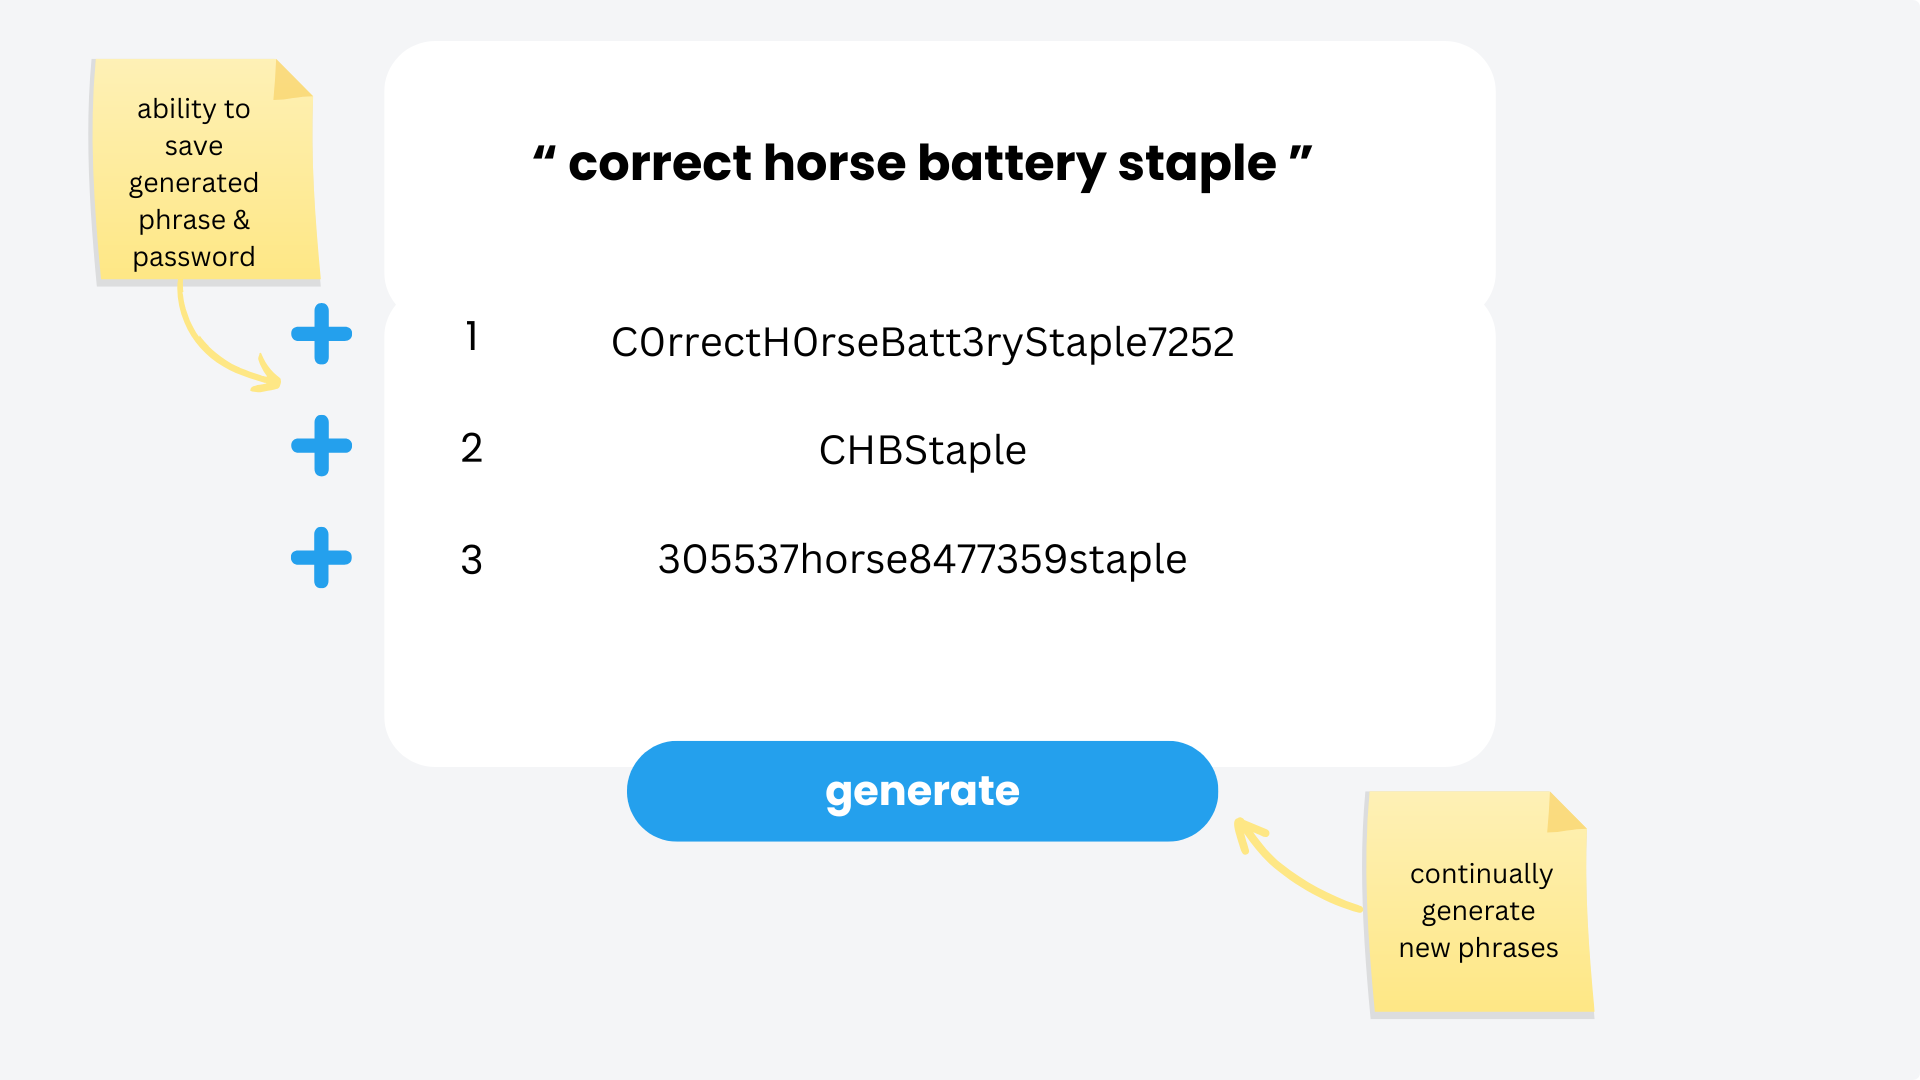 ability to
save
generated
phrase &
password
“ correct horse battery staple ”
1 C0rrectH0rseBatt3ryStaple7252
2 CHBStaple
3 305537horse8477359staple
generate
continually
generate
new phrases